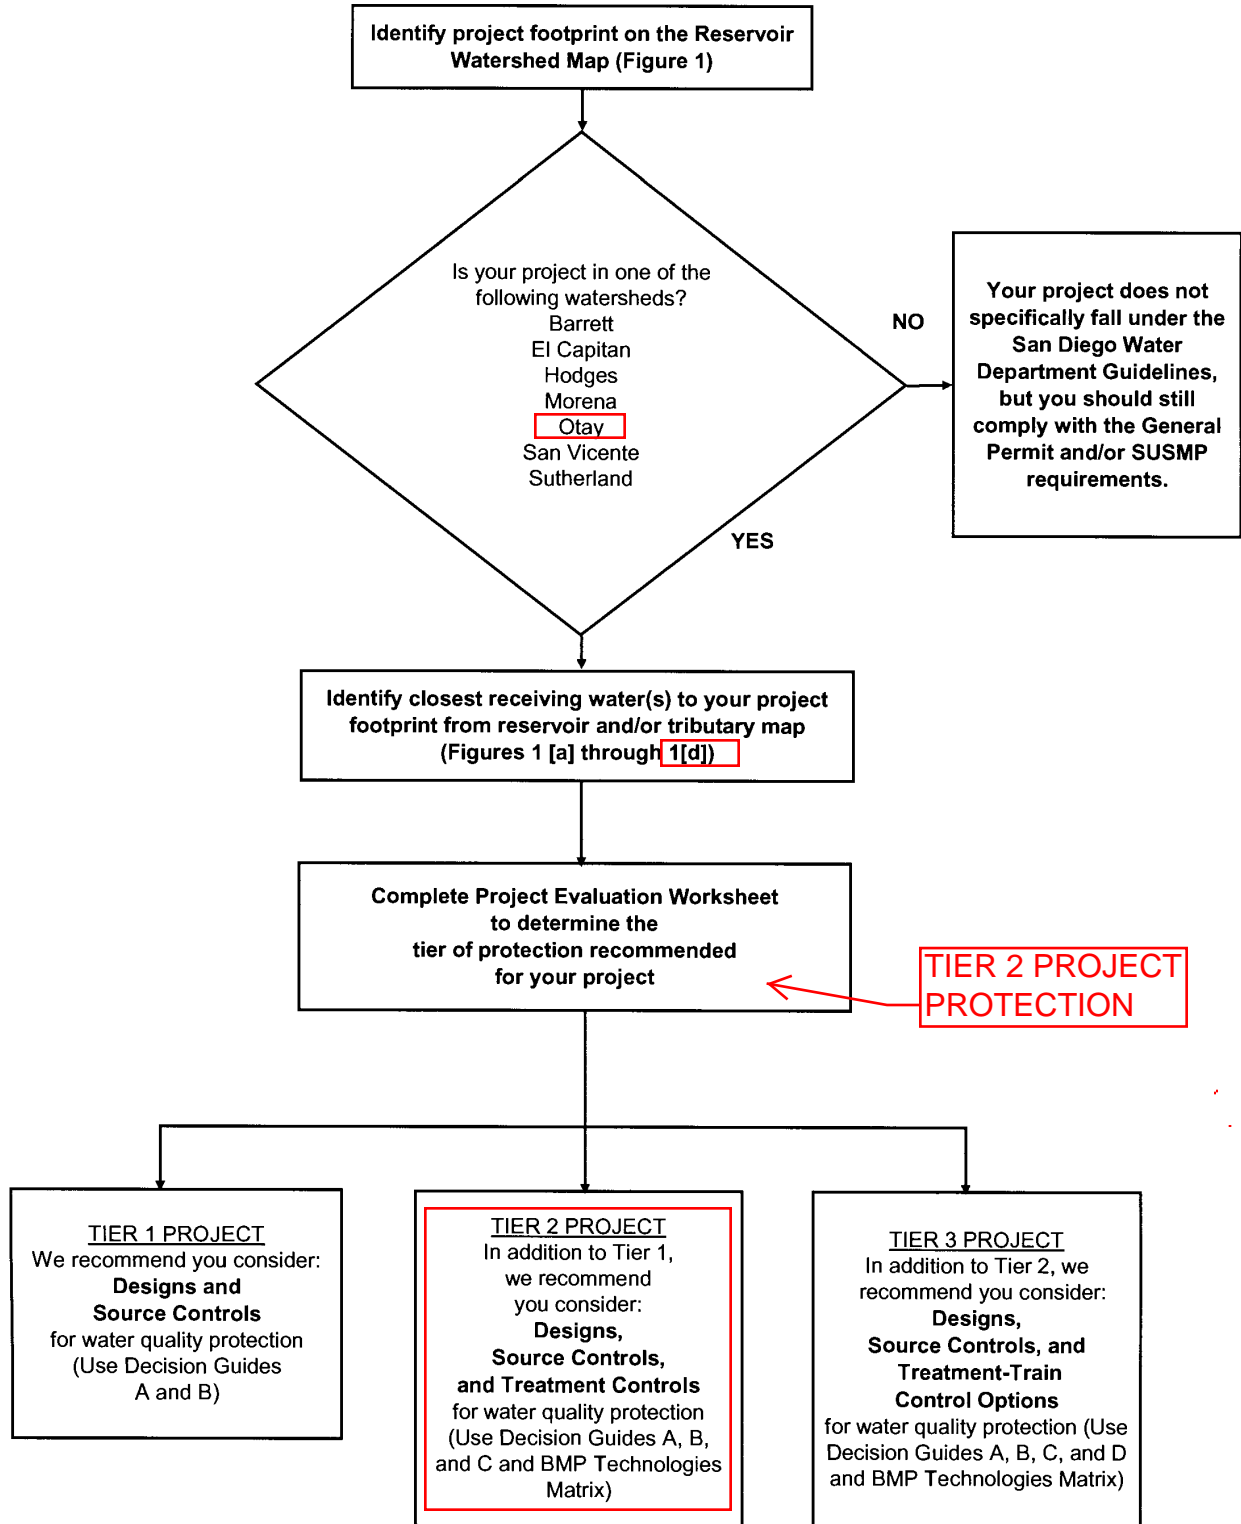 Identify project footprint on the Reservoir
Watershed Map (Figure 1)
Is your project in one of the
following watersheds?
Barrett
El Capitan
Hodges
Morena
Otay
San Vicente
Sutherland
NO
Your project does not
specifically fall under the
San Diego Water
Department Guidelines,
but you should still
comply with the General
Permit and/or SUSMP
requirements.
YES
Identify closest receiving water(s) to your project
footprint from reservoir and/or tributary map
(Figures 1 [a] through 1[d])
Complete Project Evaluation Worksheet
to determine the
tier of protection recommended
for your project
TIER 2 PROJECT
PROTECTION
TIER 1 PROJECT
We recommend you consider:
Designs and
Source Controls
for water quality protection
(Use Decision Guides
A and B)
TIER 2 PROJECT
In addition to Tier 1,
we recommend
you consider:
Designs,
Source Controls,
and Treatment Controls
for water quality protection
(Use Decision Guides A, B,
and C and BMP Technologies
Matrix)
TIER 3 PROJECT
In addition to Tier 2, we
recommend you consider:
Designs,
Source Controls, and
Treatment-Train
Control Options
for water quality protection (Use
Decision Guides A, B, C, and D
and BMP Technologies Matrix)